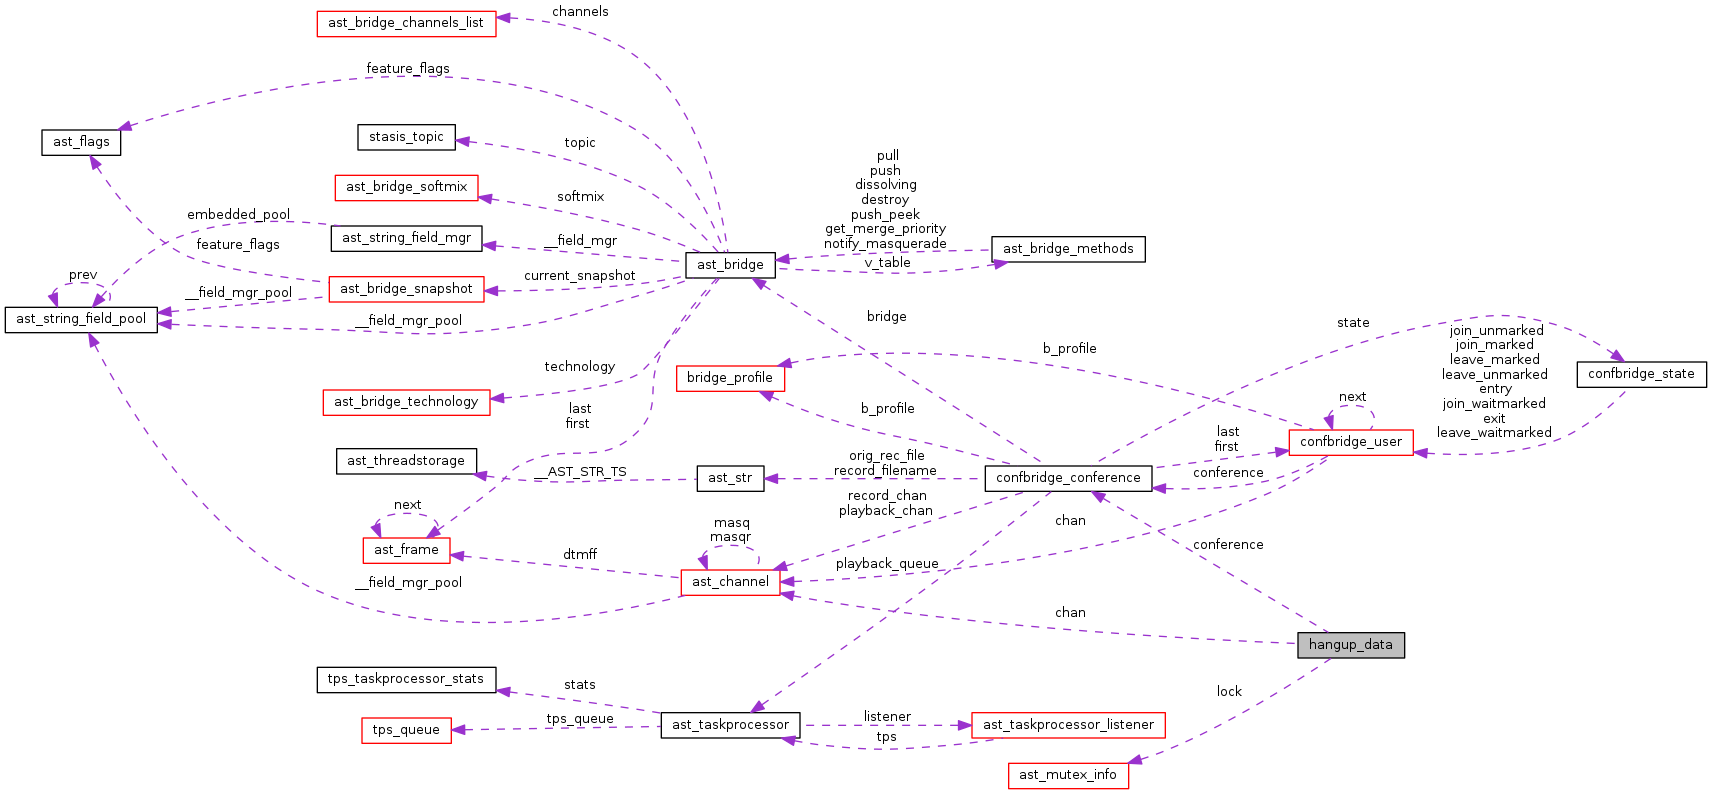 channels
ast_bridge_channels_list
feature_flags
ast_flags
stasis_topic
topic
ast_bridge_softmix
softmix
pull
push
dissolving
destroy
push_peek
get_merge_priority
notify_masquerade
v_table
embedded_pool
ast_string_field_mgr
__field_mgr
feature_flags
ast_bridge
ast_bridge_methods
prev
__field_mgr_pool
ast_bridge_snapshot
current_snapshot
ast_string_field_pool
__field_mgr_pool
bridge
state
join_unmarked
join_marked
leave_marked
leave_unmarked
entry
join_waitmarked
exit
leave_waitmarked
b_profile
confbridge_state
technology
bridge_profile
ast_bridge_technology
last
first
b_profile
next
last
first
confbridge_user
ast_threadstorage
__AST_STR_TS
ast_str
orig_rec_file
record_filename
confbridge_conference
conference
record_chan
playback_chan
next
ast_frame
masq
masqr
chan
dtmff
playback_queue
conference
__field_mgr_pool
ast_channel
chan
hangup_data
tps_taskprocessor_stats
stats
lock
tps_queue
tps_queue
ast_taskprocessor
listener
tps
ast_taskprocessor_listener
ast_mutex_info